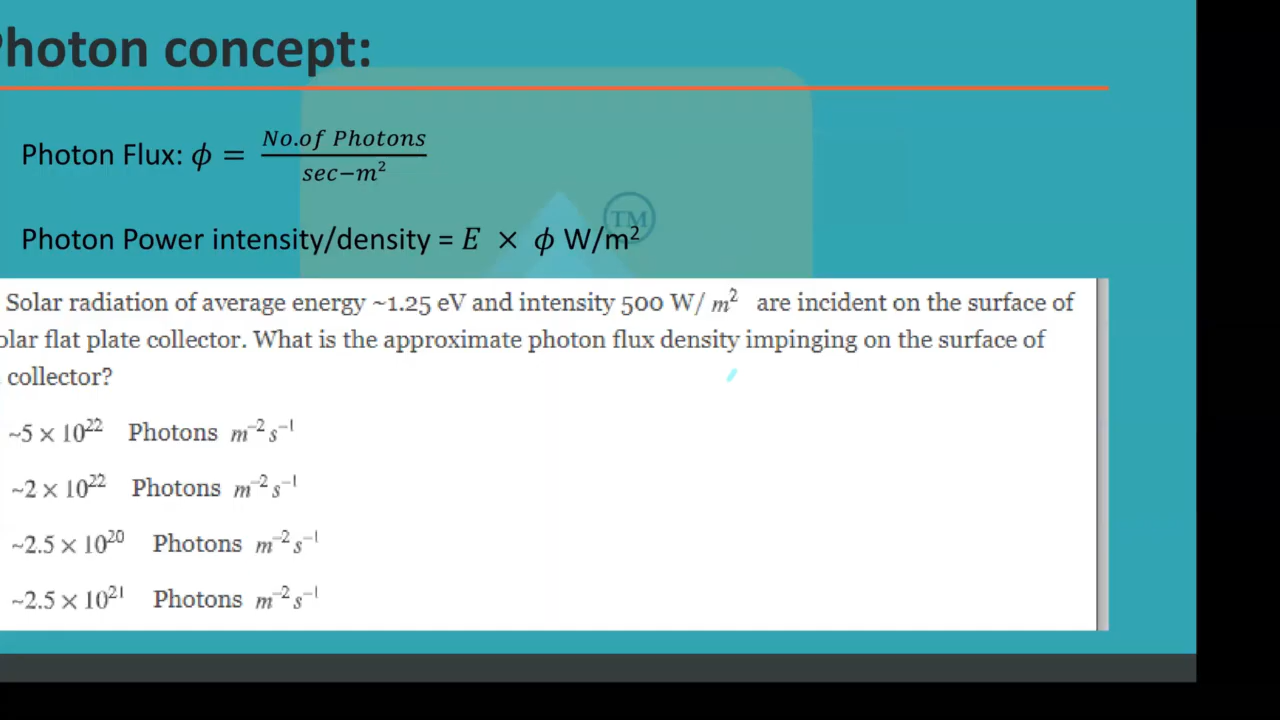 Photon concept:
Photon Flux: ϕ = No.of Photons / sec−m²
TM
Photon Power intensity/density = E × ϕ W/m²
Solar radiation of average energy ~1.25 eV and intensity 500 W/ m² are incident on the surface of
olar flat plate collector. What is the approximate photon flux density impinging on the surface of
collector?
~5 × 10²² Photons m⁻² s⁻¹
~2 × 10²² Photons m⁻² s⁻¹
~2.5 × 10²⁰ Photons m⁻² s⁻¹
~2.5 × 10²¹ Photons m⁻² s⁻¹